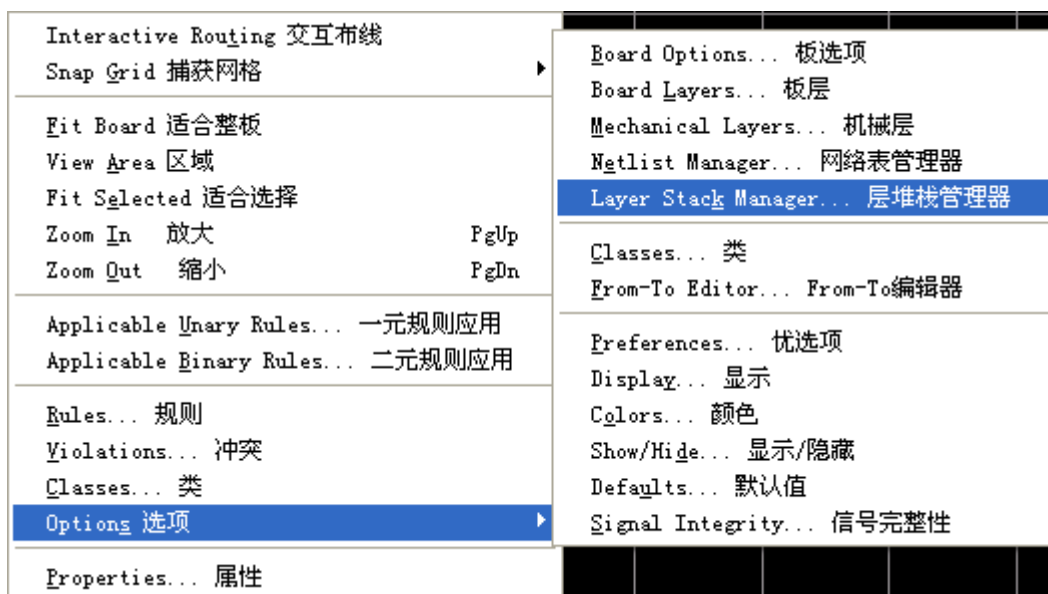 Interactive Routing 交互布线
Snap Grid 捕获网格
Fit Board 适合整板
View Area 区域
Fit Selected 适合选择
Zoom In 放大 PgUp
Zoom Out 缩小 PgDn
Applicable Unary Rules... 一元规则应用
Applicable Binary Rules... 二元规则应用
Rules... 规则
Violations... 冲突
Classes... 类
Options 选项
Properties... 属性
Board Options... 板选项
Board Layers... 板层
Mechanical Layers... 机械层
Netlist Manager... 网络表管理器
Layer Stack Manager... 层堆栈管理器
Classes... 类
From-To Editor... From-To编辑器
Preferences... 优选项
Display... 显示
Colors... 颜色
Show/Hide... 显示/隐藏
Defaults... 默认值
Signal Integrity... 信号完整性